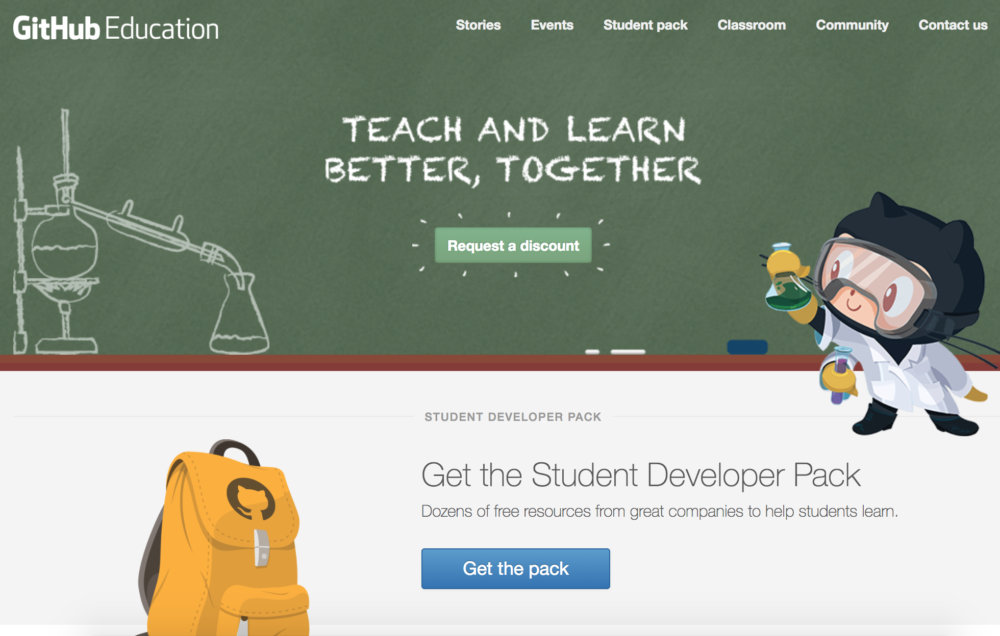 GitHub Education
Stories Events Student pack Classroom Community Contact us
TEACH AND LEARN
BETTER, TOGETHER
Request a discount
STUDENT DEVELOPER PACK
Get the Student Developer Pack
Dozens of free resources from great companies to help students learn.
Get the pack